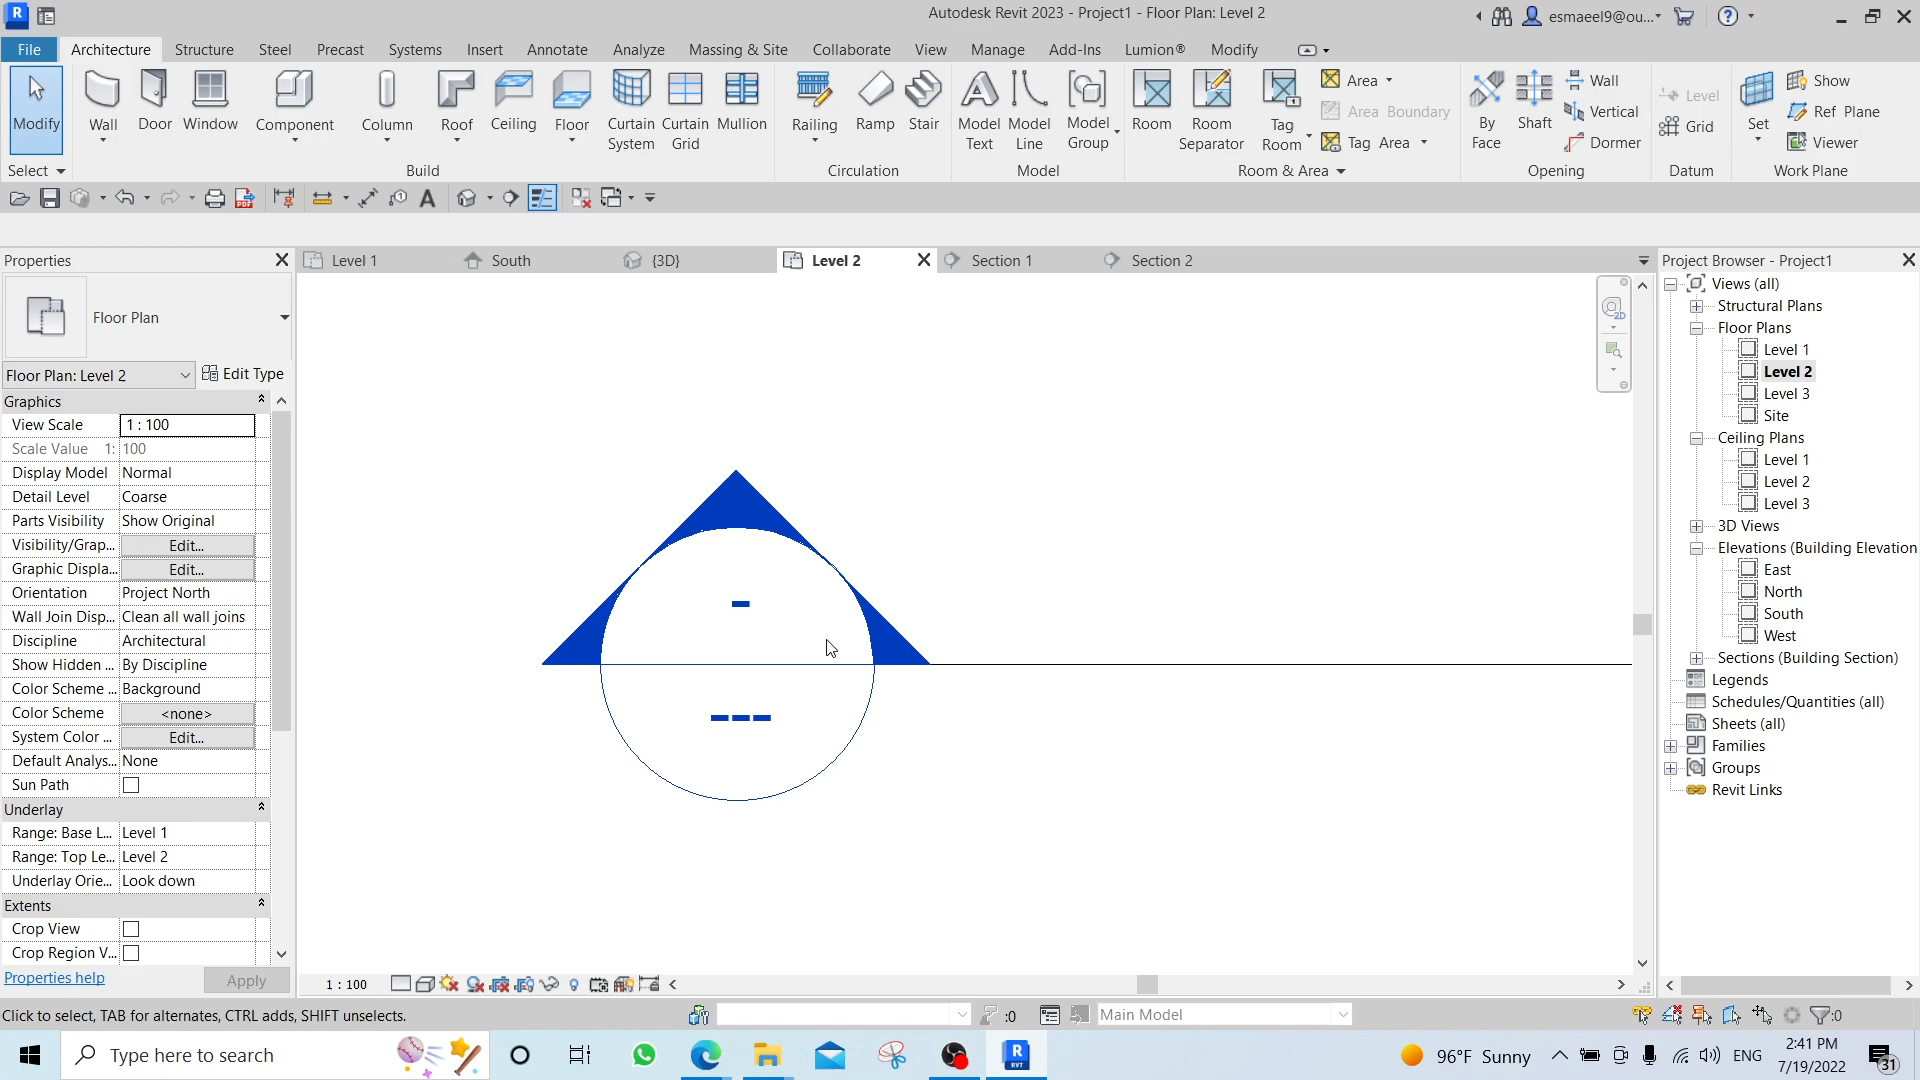 Autodesk Revit 2023 - Project1 - Floor Plan: Level 2
esmaeel9@ou...
File Architecture Structure Steel Precast Systems Insert Annotate Analyze Massing & Site Collaborate View Manage Add-Ins Lumion® Modify
Modify Wall Door Window Component Column Roof Ceiling Floor Curtain System Curtain Grid Mullion Railing Ramp Stair Model Text Model Line Model Group Room Room Separator Tag Room
Area
Area Boundary
Tag Area
By Face Shaft
Wall
Vertical
Dormer
Level
Grid
Set
Show
Ref Plane
Viewer
Select Build Circulation Model Room & Area Opening Datum Work Plane
Properties
Level 1 South {3D} Level 2 Section 1 Section 2
Floor Plan
Floor Plan: Level 2 Edit Type
Graphics
View Scale 1 : 100
Scale Value 1: 100
Display Model Normal
Detail Level Coarse
Parts Visibility Show Original
Visibility/Grap... Edit...
Graphic Displa... Edit...
Orientation Project North
Wall Join Disp... Clean all wall joins
Discipline Architectural
Show Hidden ... By Discipline
Color Scheme ... Background
Color Scheme <none>
System Color ... Edit...
Default Analys... None
Sun Path
Underlay
Range: Base L... Level 1
Range: Top Le... Level 2
Underlay Orie... Look down
Extents
Crop View
Crop Region V...
Properties help Apply
-
---
2D
1 : 100
Project Browser - Project1
Views (all)
Structural Plans
Floor Plans
Level 1
Level 2
Level 3
Site
Ceiling Plans
Level 1
Level 2
Level 3
3D Views
Elevations (Building Elevation
East
North
South
West
Sections (Building Section)
Legends
Schedules/Quantities (all)
Sheets (all)
Families
Groups
Revit Links
Click to select, TAB for alternates, CTRL adds, SHIFT unselects.
:0
Main Model
:0
Type here to search
96°F Sunny
ENG
2:41 PM
7/19/2022
31